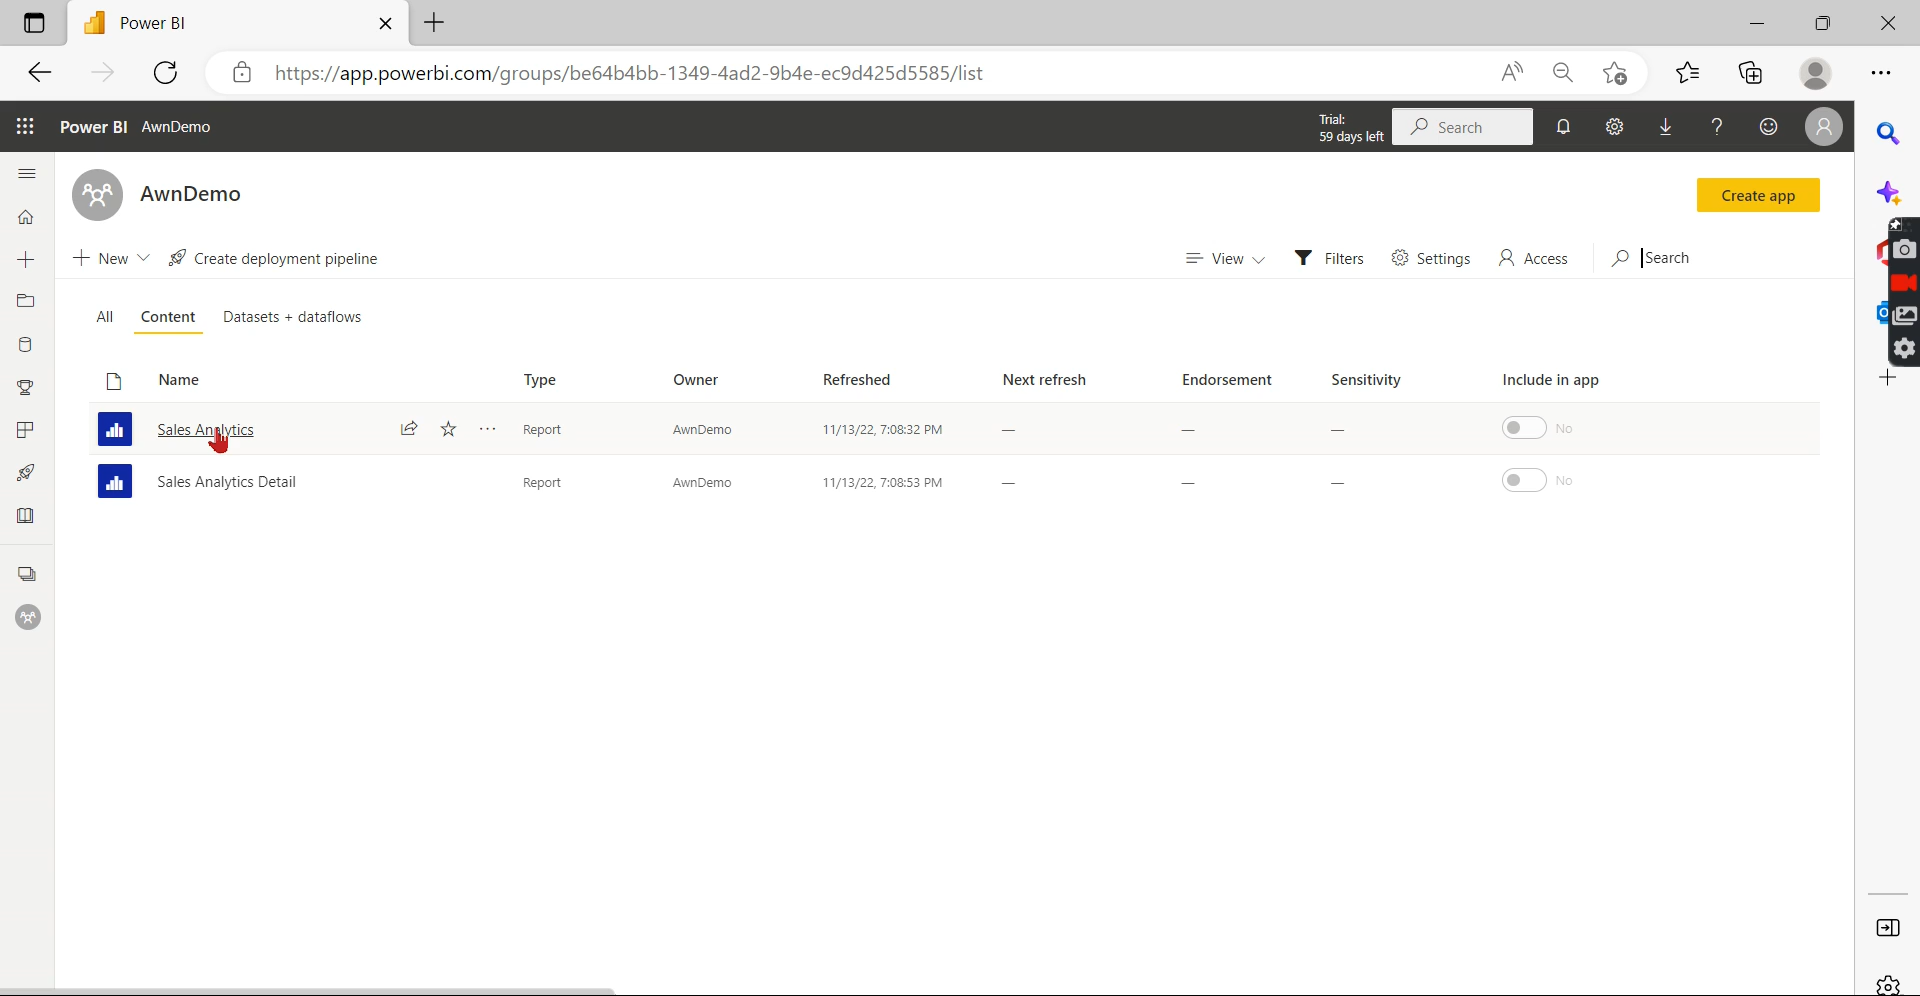 Power BI
https://app.powerbi.com/groups/be64b4bb-1349-4ad2-9b4e-ec9d425d5585/list
Power BI AwnDemo Trial: 59 days left Search
AwnDemo Create app
New Create deployment pipeline View Filters Settings Access Search
All Content Datasets + dataflows
Name Type Owner Refreshed Next refresh Endorsement Sensitivity Include in app
Sales Analytics Report AwnDemo 11/13/22, 7:08:32 PM — — — No
Sales Analytics Detail Report AwnDemo 11/13/22, 7:08:53 PM — — — No